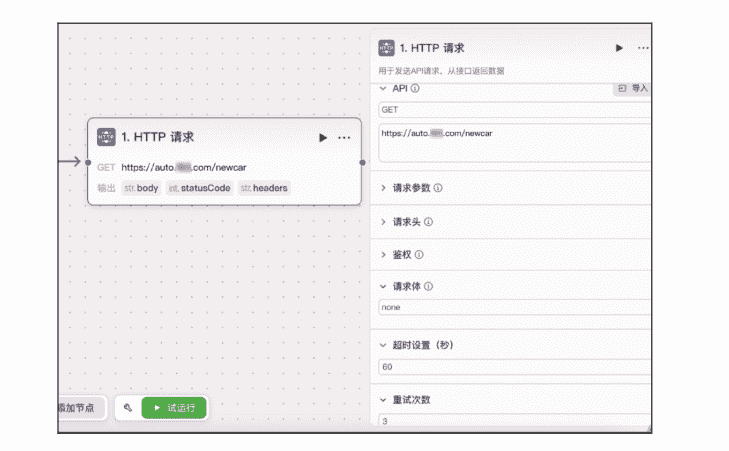 HTTP
1. HTTP 请求
GET https://auto. .com/newcar
输出 str. body int. statusCode str. headers
添加节点
试运行
HTTP
1. HTTP 请求
用于发送API请求，从接口返回数据
API
导入
GET
https://auto. .com/newcar
请求参数
请求头
鉴权
请求体
none
超时设置（秒）
60
重试次数
3